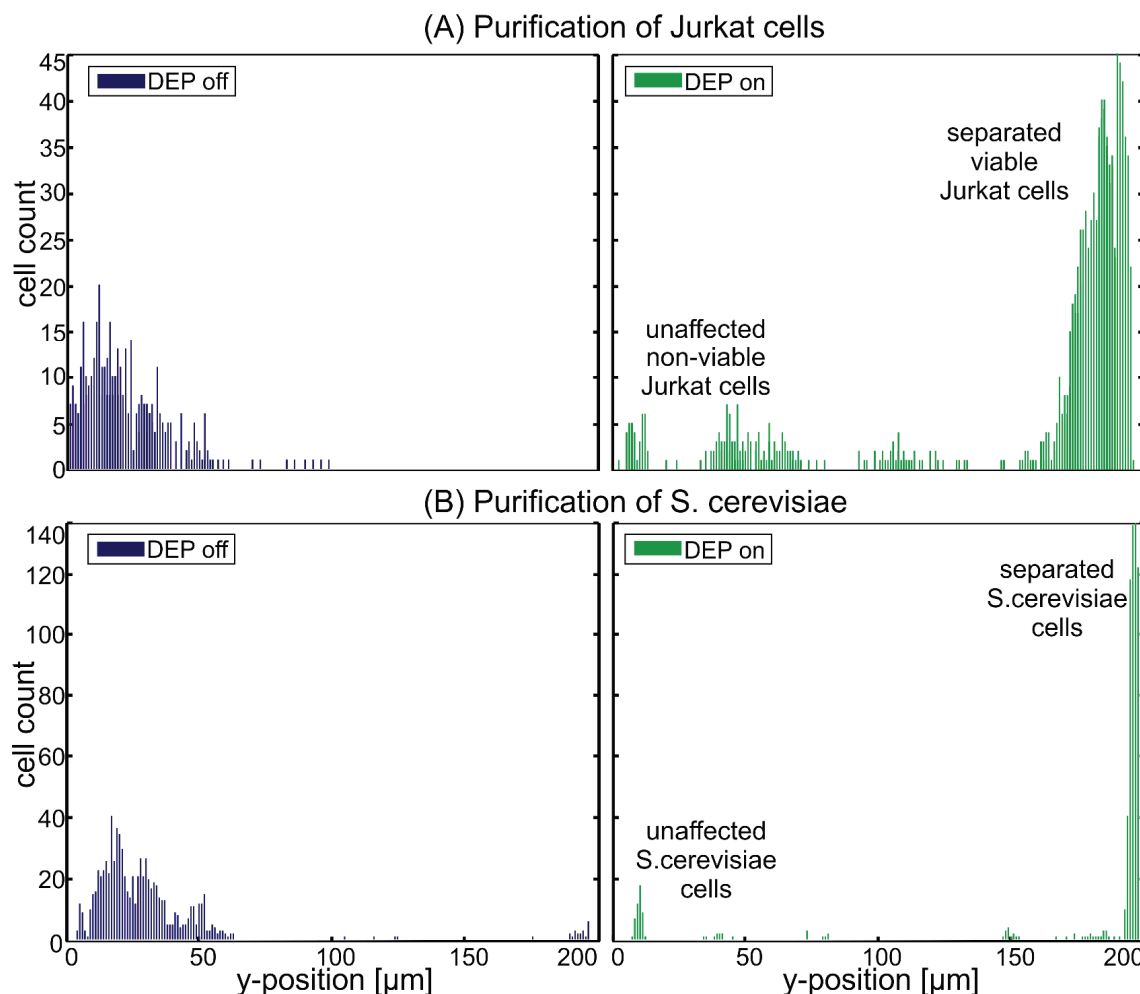 (A) Purification of Jurkat cells
45
40
35
30
25
20
15
10
5
0
cell count
DEP off
DEP on
separated
viable
Jurkat cells
unaffected
non-viable
Jurkat cells
(B) Purification of S. cerevisiae
140
120
100
80
60
40
20
0
cell count
DEP off
DEP on
separated
S.cerevisiae
cells
unaffected
S.cerevisiae
cells
0 50 100 150 200
y-position [µm]
0 50 100 150 200
y-position [µm]